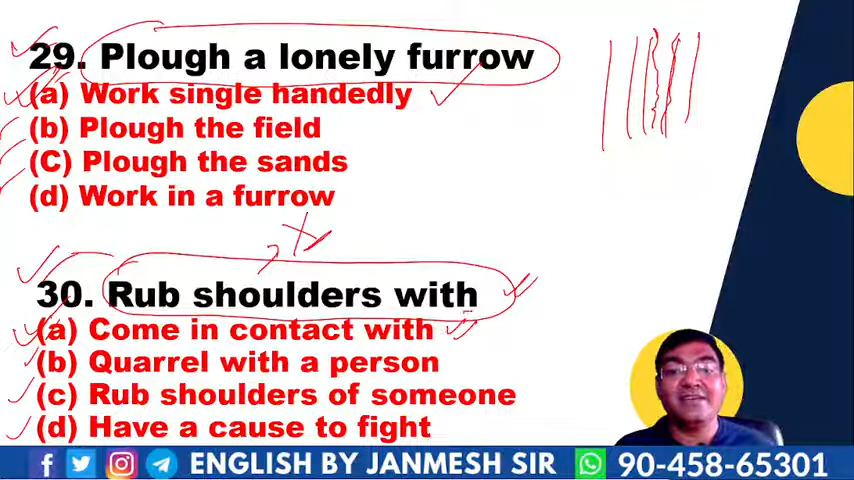 29. Plough a lonely furrow
(a) Work single handedly
(b) Plough the field
(C) Plough the sands
(d) Work in a furrow
30. Rub shoulders with
(a) Come in contact with
(b) Quarrel with a person
(c) Rub shoulders of someone
(d) Have a cause to fight
ENGLISH BY JANMESH SIR 90-458-65301